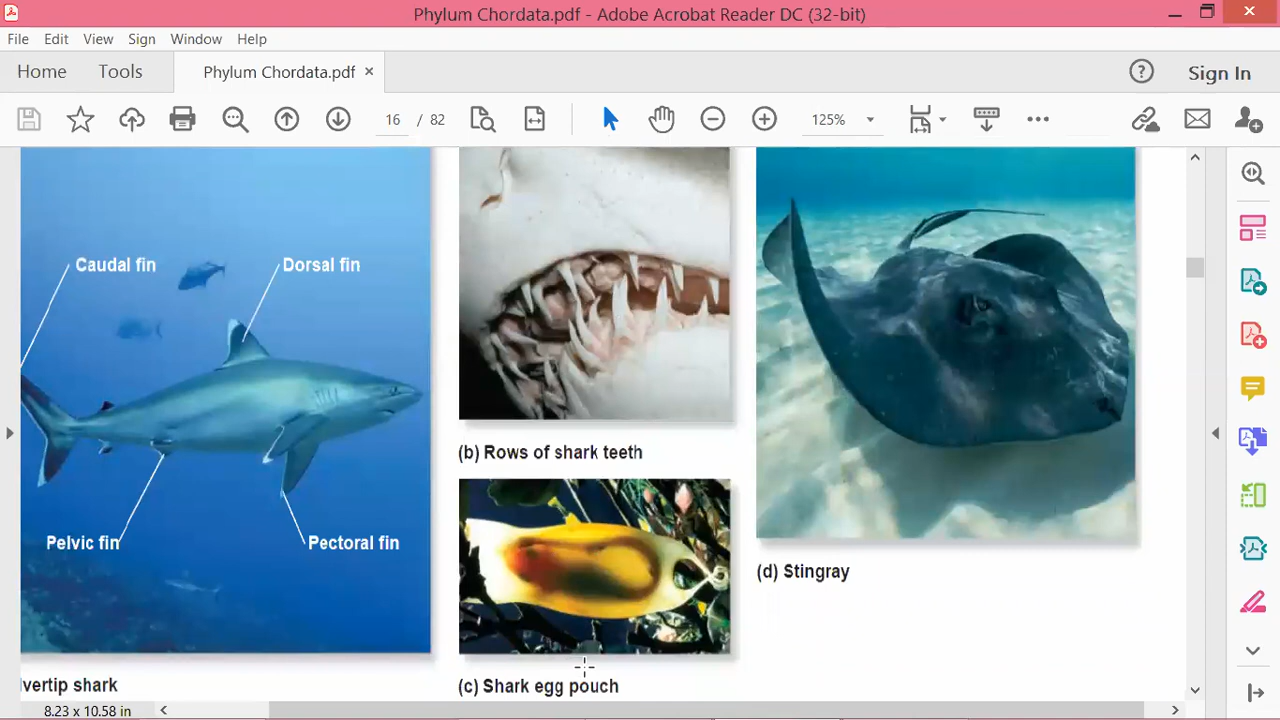 Phylum Chordata.pdf - Adobe Acrobat Reader DC (32-bit)
File Edit View Sign Window Help
Home Tools Phylum Chordata.pdf × Sign In
16 / 82 125%
Caudal fin
Dorsal fin
Pelvic fin
Pectoral fin
vertip shark
(b) Rows of shark teeth
(c) Shark egg pouch
(d) Stingray
8.23 x 10.58 in